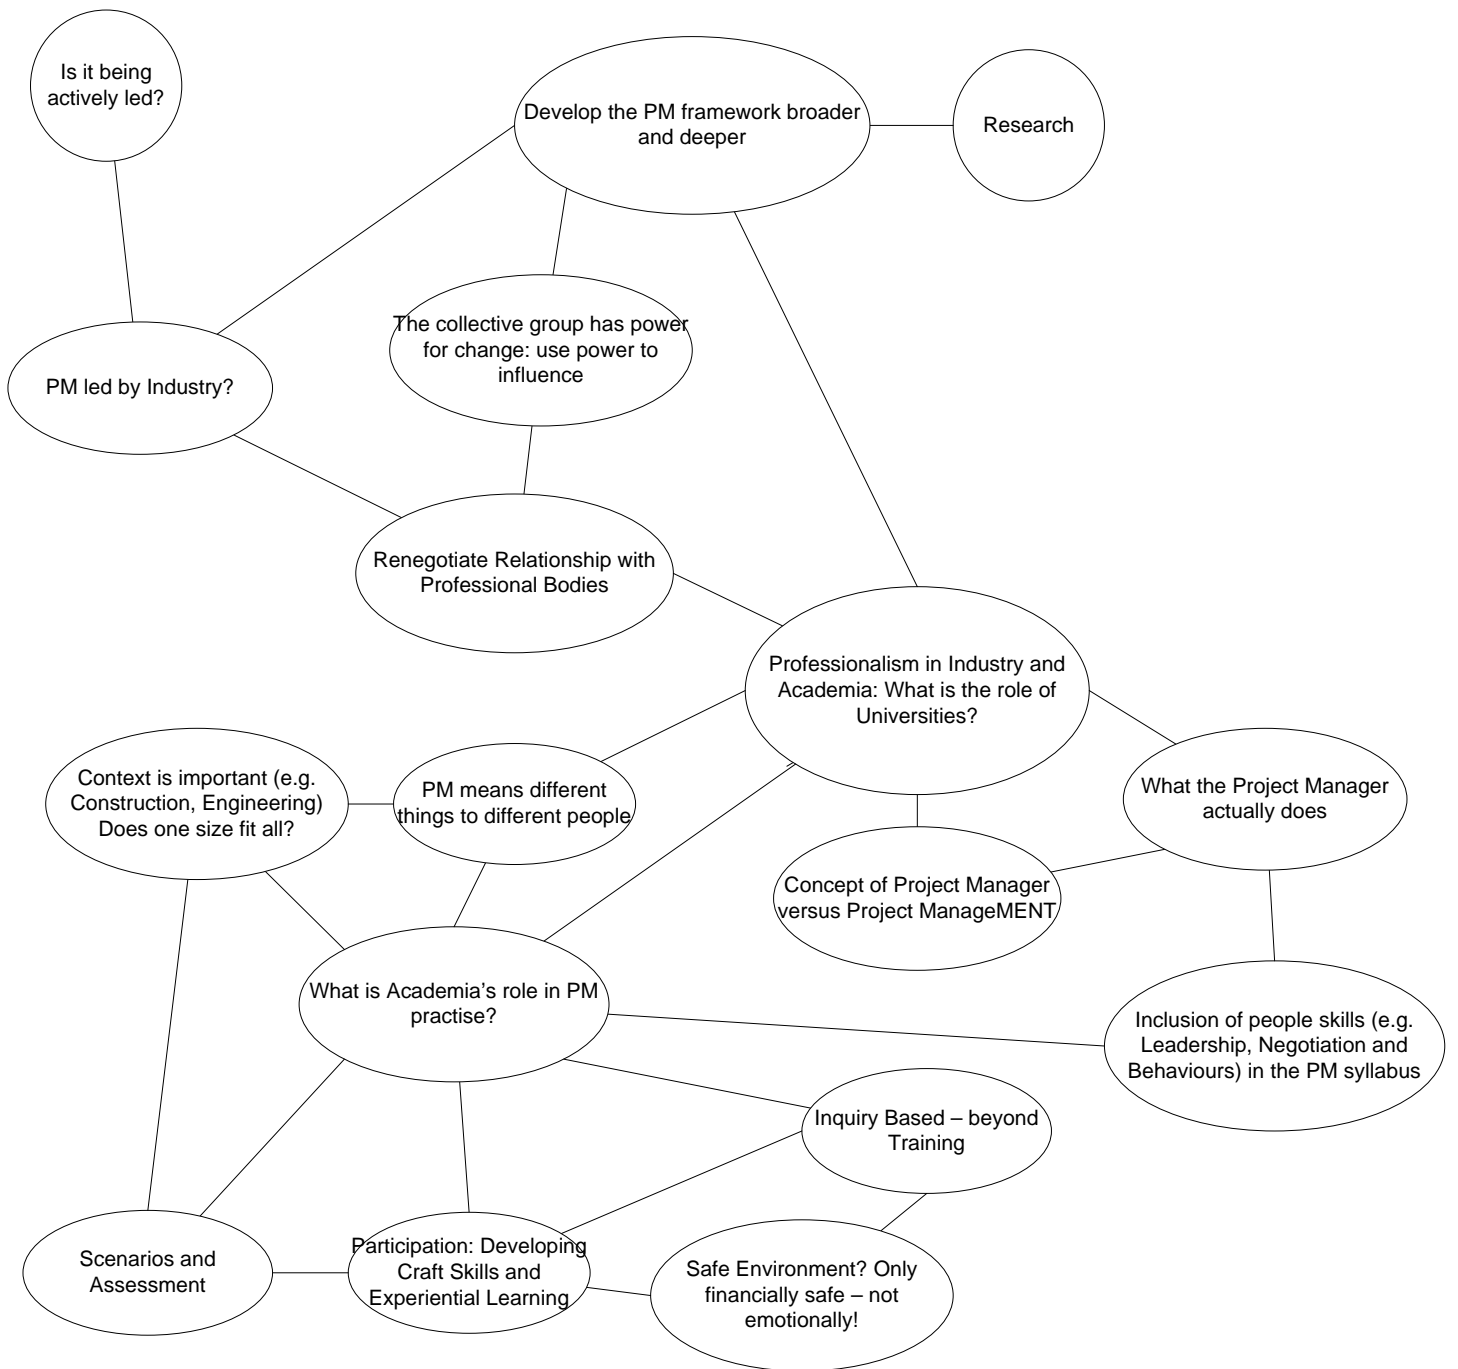 Is it being
actively led?
Develop the PM framework broader
and deeper
Research
The collective group has power
for change: use power to
influence
PM led by Industry?
Renegotiate Relationship with
Professional Bodies
Professionalism in Industry and
Academia: What is the role of
Universities?
Context is important (e.g.
Construction, Engineering)
Does one size fit all?
PM means different
things to different people
What the Project Manager
actually does
Concept of Project Manager
versus Project ManageMENT
What is Academia’s role in PM
practise?
Inclusion of people skills (e.g.
Leadership, Negotiation and
Behaviours) in the PM syllabus
Inquiry Based – beyond
Training
Scenarios and
Assessment
Participation: Developing
Craft Skills and
Experiential Learning
Safe Environment? Only
financially safe – not
emotionally!